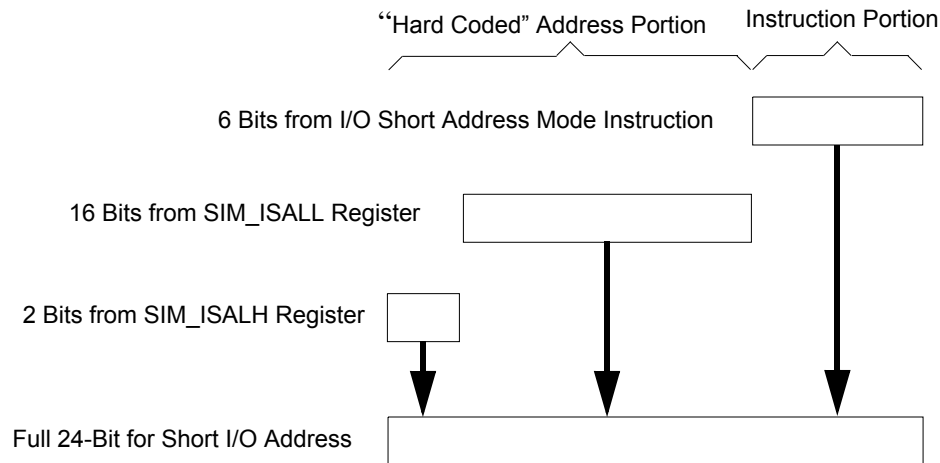 “Hard Coded” Address Portion
Instruction Portion
6 Bits from I/O Short Address Mode Instruction
16 Bits from SIM_ISALL Register
2 Bits from SIM_ISALH Register
Full 24-Bit for Short I/O Address